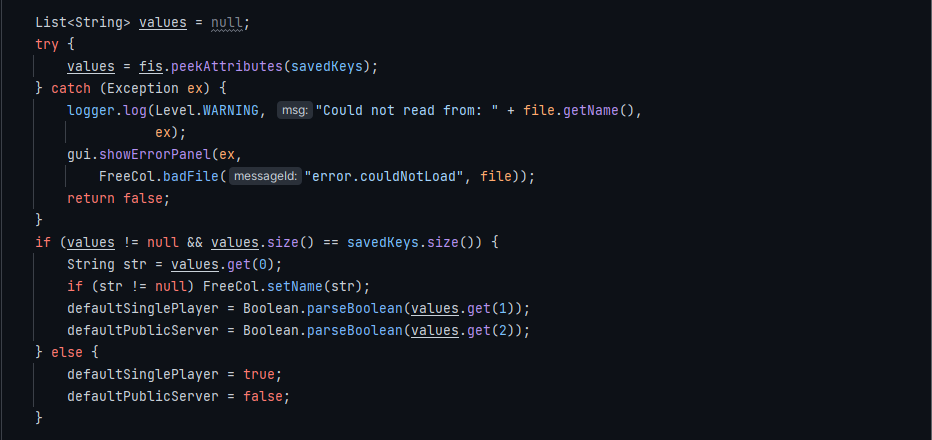 List<String> values = null;
try {
values = fis.peekAttributes(savedKeys);
} catch (Exception ex) {
logger.log(Level.WARNING, msg: "Could not read from: " + file.getName(),
ex);
gui.showErrorPanel(ex,
FreeCol.badFile( messageId: "error.couldNotLoad", file));
return false;
}
if (values != null && values.size() == savedKeys.size()) {
String str = values.get(0);
if (str != null) FreeCol.setName(str);
defaultSinglePlayer = Boolean.parseBoolean(values.get(1));
defaultPublicServer = Boolean.parseBoolean(values.get(2));
} else {
defaultSinglePlayer = true;
defaultPublicServer = false;
}